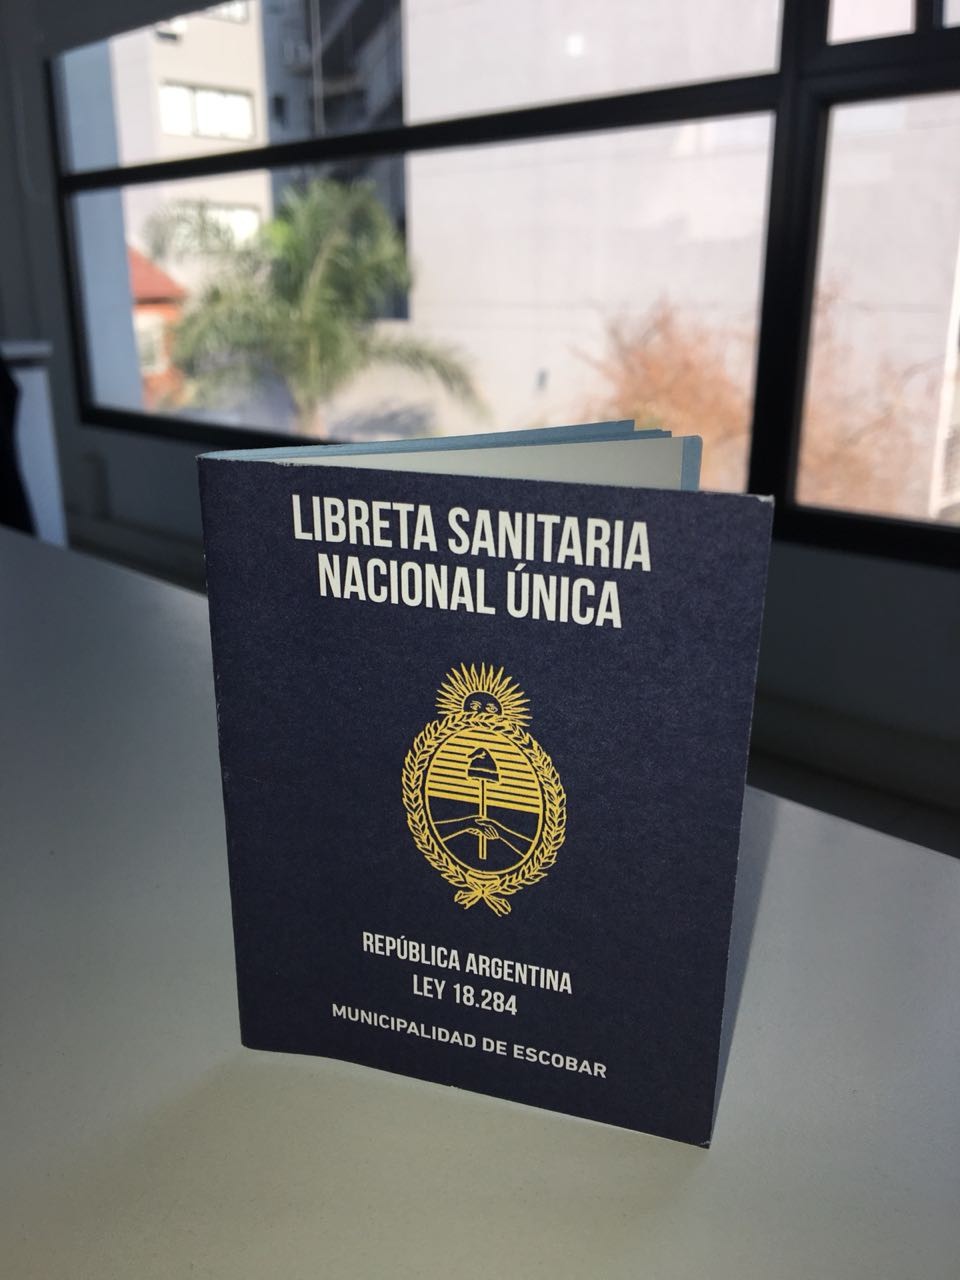 LIBRETA SANITARIA
NACIONAL ÚNICA
REPÚBLICA ARGENTINA
LEY 18.284
MUNICIPALIDAD DE ESCOBAR